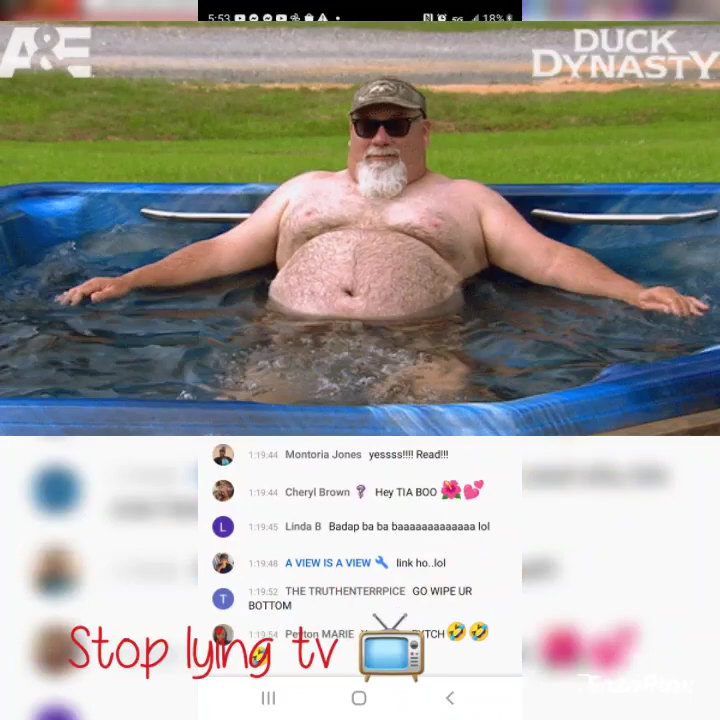 5:53
5G
18%
A&E
DUCK
DYNASTY
1:19:44 Montoria Jones yessss!!!! Read!!!
1:19:44 Cheryl Brown Hey TIA BOO 🌺💕
1:19:45 Linda B Badap ba ba baaaaaaaaaaaaa lol
L
1:19:48 A VIEW IS A VIEW 🔧 link ho..lol
1:19:52 THE TRUTHENTERRPICE GO WIPE UR
T
BOTTOM
1:19:54 Peyton MARIE 🤣🤣
Stop lying tv 📺